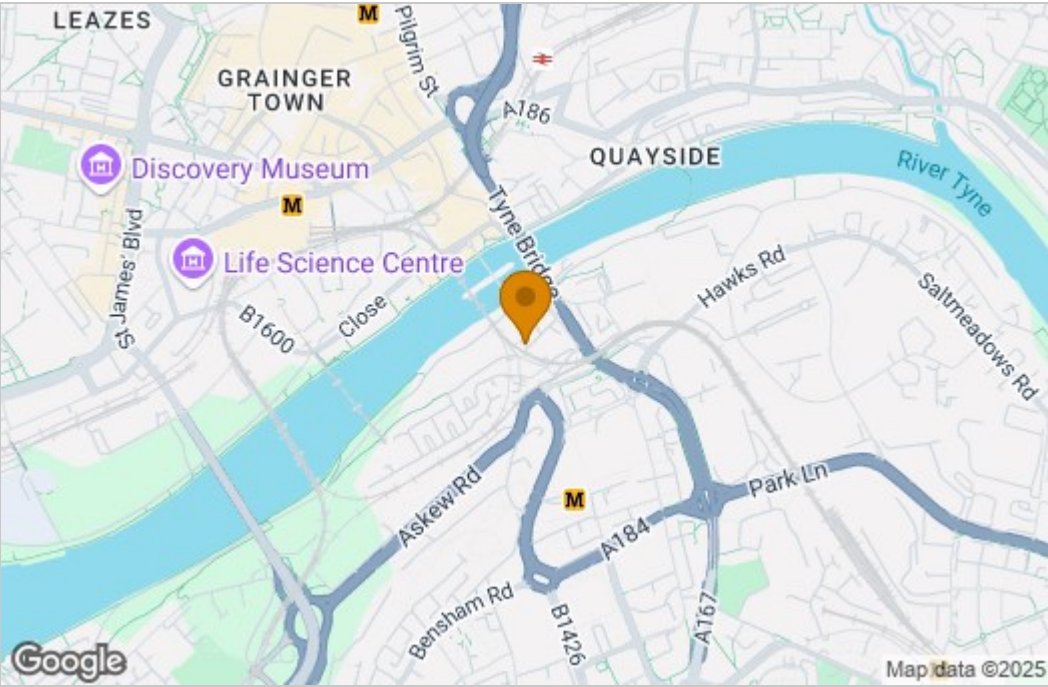 LEAZES
M
Pilgrim St
GRAINGER
TOWN
A186
QUAYSIDE
River Tyne
Discovery Museum
M
Tyne Bridge
St James' Blvd
Life Science Centre
Hawks Rd
Saltmeadows Rd
B1600
Close
Askew Rd
M
Park Ln
A184
Bensham Rd
B1426
A167
Google
Map data ©2025